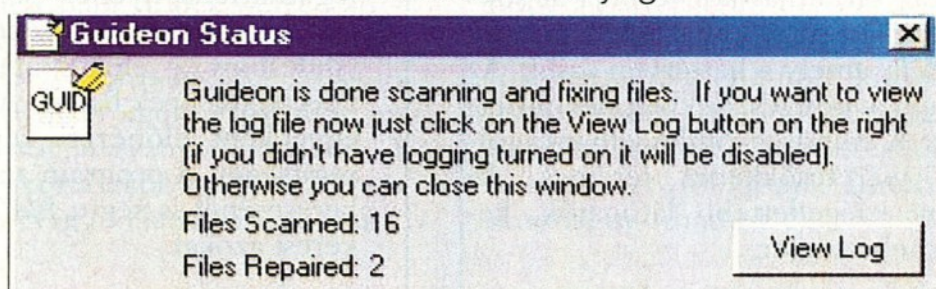 Guideon Status
GUID
Guideon is done scanning and fixing files. If you want to view
the log file now just click on the View Log button on the right
(if you didn't have logging turned on it will be disabled).
Otherwise you can close this window.
Files Scanned: 16
Files Repaired: 2
View Log